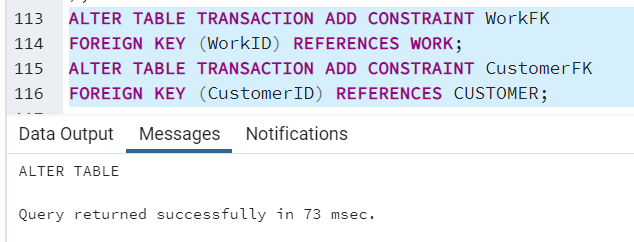 113 ALTER TABLE TRANSACTION ADD CONSTRAINT WorkFK
114 FOREIGN KEY (WorkID) REFERENCES WORK;
115 ALTER TABLE TRANSACTION ADD CONSTRAINT CustomerFK
116 FOREIGN KEY (CustomerID) REFERENCES CUSTOMER;
Data Output Messages Notifications
ALTER TABLE
Query returned successfully in 73 msec.